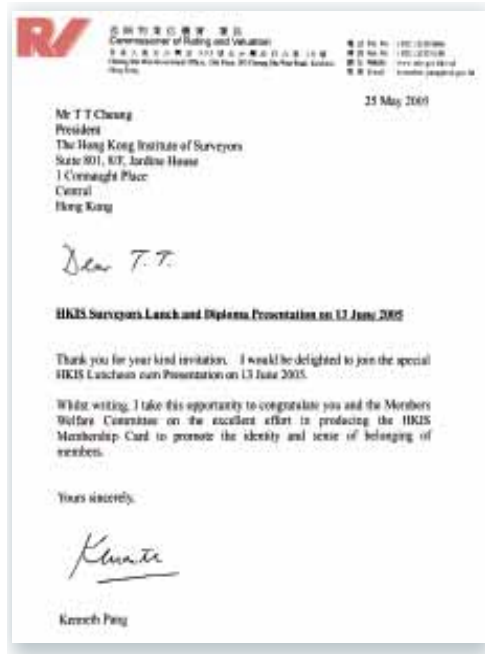 RV
Commissioner of Rating and Valuation
25 May 2005
Mr T T Cheung
President
The Hong Kong Institute of Surveyors
Suite 801, 8/F, Jardine House
1 Connaught Place
Central
Hong Kong
Dear T. T.
HKIS Surveyors Lunch and Diploma Presentation on 13 June 2005
Thank you for your kind invitation. I would be delighted to join the special
HKIS Luncheon cum Presentation on 13 June 2005.
Whilst writing, I take this opportunity to congratulate you and the Members
Welfare Committee on the excellent effort in producing the HKIS
Membership Card to promote the identity and sense of belonging of
members.
Yours sincerely,
Kenneth Pang